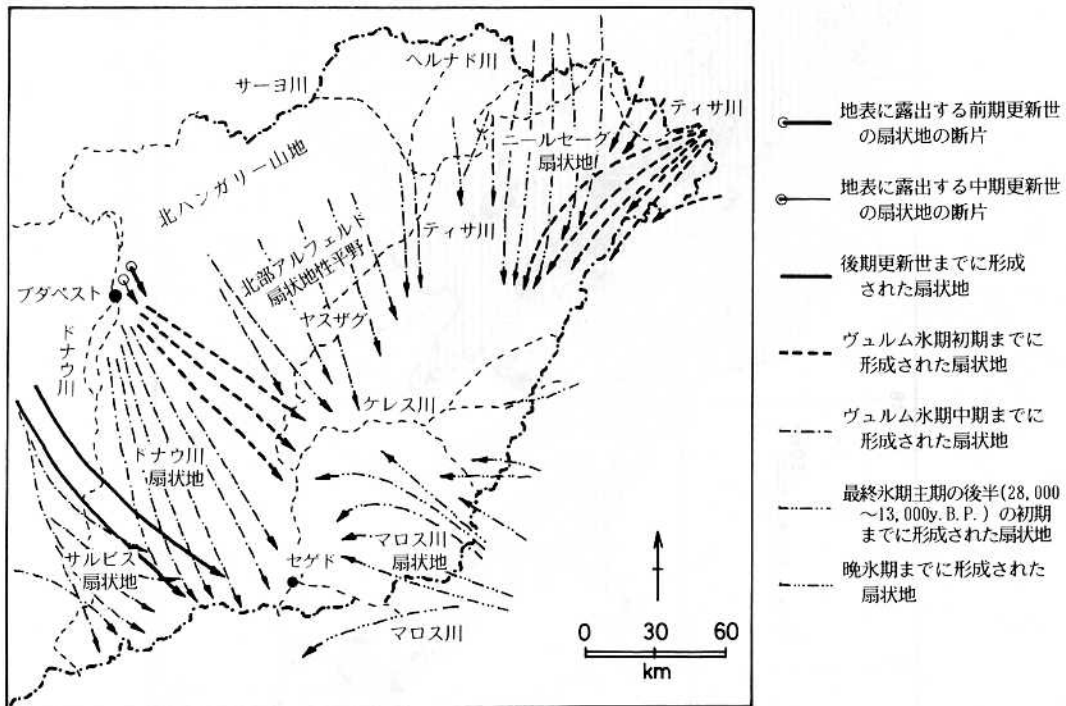 ヘルナド川
サーヨ川
ティサ川
ニールセーグ
扇状地
北ハンガリー山地
ティサ川
北部アルフェルド
扇状地性平野
ブダペスト
ヤスザグ
ドナウ川
ケレス川
ドナウ川
扇状地
サルビス
扇状地
セゲド
マロス川
扇状地
マロス川
0 30 60
km
地表に露出する前期更新世
の扇状地の断片
地表に露出する中期更新世
の扇状地の断片
後期更新世までに形成
された扇状地
ヴュルム氷期初期までに
形成された扇状地
ヴュルム氷期中期までに
形成された扇状地
最終氷期主期の後半(28,000
～13,000y.B.P.)の初期
までに形成された扇状地
晩氷期までに形成された
扇状地